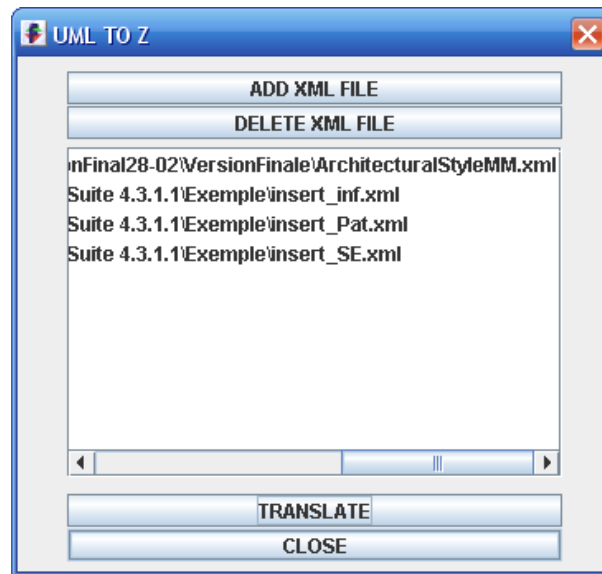 UML TO Z
ADD XML FILE
DELETE XML FILE
nFinal28-02\VersionFinale\ArchitecturalStyleMM.xml
Suite 4.3.1.1\Exemple\insert_inf.xml
Suite 4.3.1.1\Exemple\insert_Pat.xml
Suite 4.3.1.1\Exemple\insert_SE.xml
TRANSLATE
CLOSE